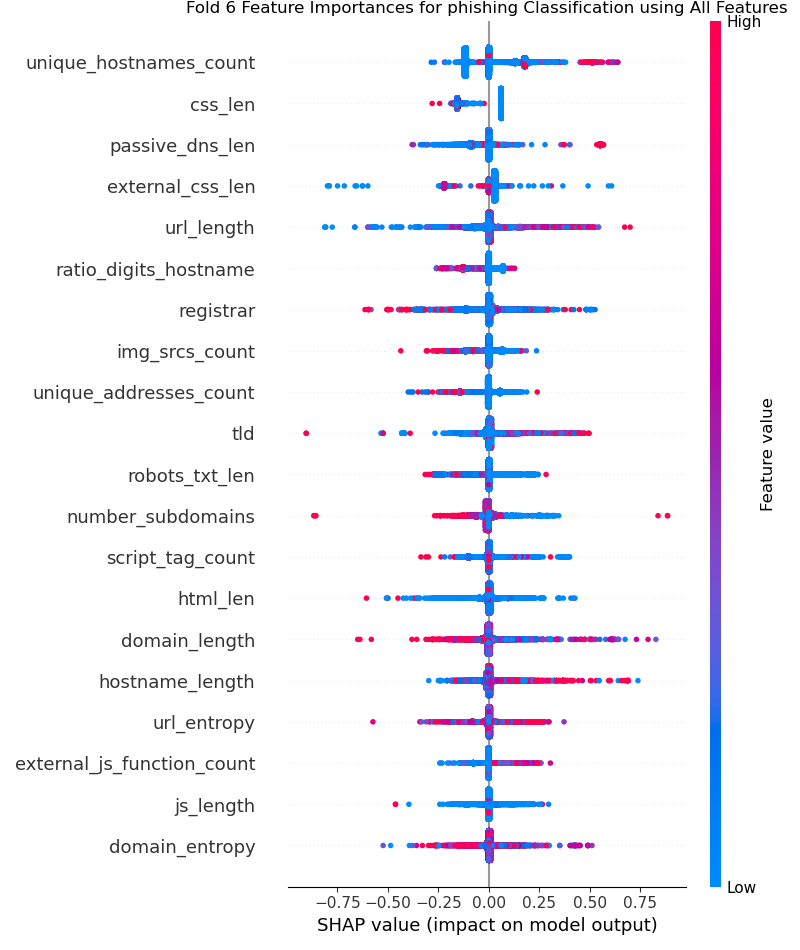 Fold 6 Feature Importances for phishing Classification using All Features
High
unique_hostnames_count
css_len
passive_dns_len
external_css_len
url_length
ratio_digits_hostname
registrar
img_srcs_count
unique_addresses_count
tld
robots_txt_len
number_subdomains
script_tag_count
html_len
domain_length
hostname_length
url_entropy
external_js_function_count
js_length
domain_entropy
Feature value
Low
−0.75 −0.50 −0.25 0.00 0.25 0.50 0.75
SHAP value (impact on model output)